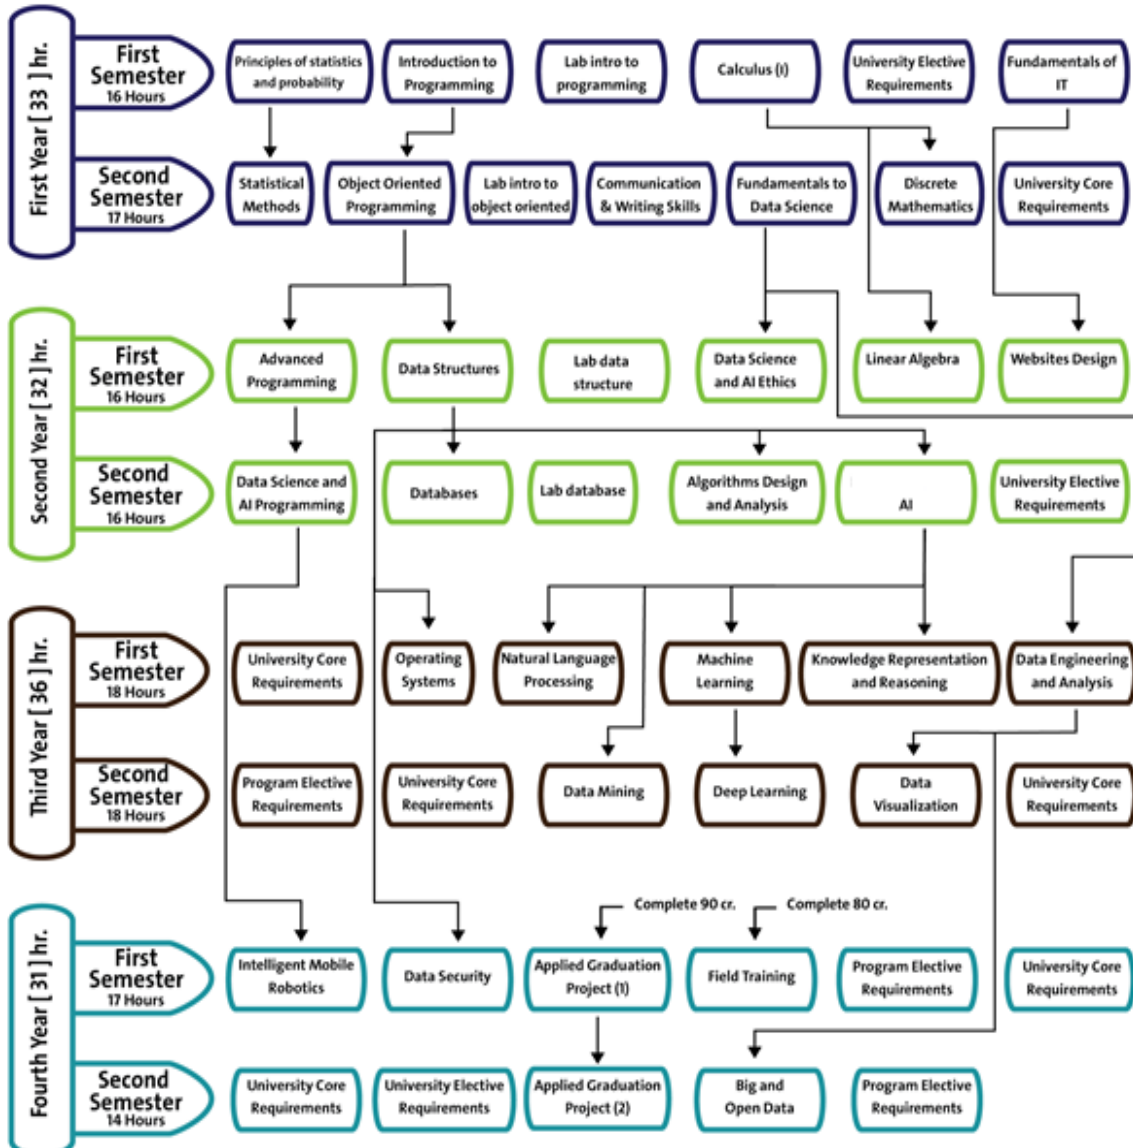 First Year [ 33 ] hr.
First
Semester
16 Hours
Principles of statistics
and probability
Introduction to
Programming
Lab intro to
programming
Calculus (I)
University Elective
Requirements
Fundamentals of
IT
Second
Semester
17 Hours
Statistical
Methods
Object Oriented
Programming
Lab intro to
object oriented
Communication
& Writing Skills
Fundamentals to
Data Science
Discrete
Mathematics
University Core
Requirements
Second Year [ 32 ] hr.
First
Semester
16 Hours
Advanced
Programming
Data Structures
Lab data
structure
Data Science
and AI Ethics
Linear Algebra
Websites Design
Second
Semester
16 Hours
Data Science and
AI Programming
Databases
Lab database
Algorithms Design
and Analysis
AI
University Elective
Requirements
Third Year [ 36 ] hr.
First
Semester
18 Hours
University Core
Requirements
Operating
Systems
Natural Language
Processing
Machine
Learning
Knowledge Representation
and Reasoning
Data Engineering
and Analysis
Second
Semester
18 Hours
Program Elective
Requirements
University Core
Requirements
Data Mining
Deep Learning
Data
Visualization
University Core
Requirements
Fourth Year [ 31 ] hr.
Complete 90 cr.
Complete 80 cr.
First
Semester
17 Hours
Intelligent Mobile
Robotics
Data Security
Applied Graduation
Project (1)
Field Training
Program Elective
Requirements
University Core
Requirements
Second
Semester
14 Hours
University Core
Requirements
University Elective
Requirements
Applied Graduation
Project (2)
Big and
Open Data
Program Elective
Requirements